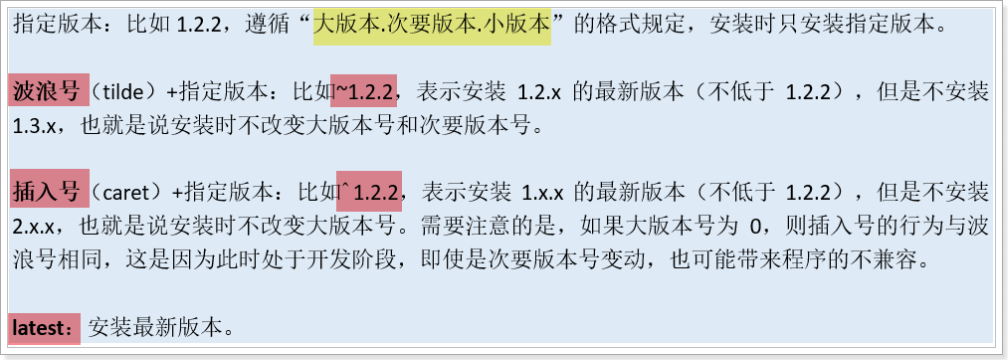 指定版本：比如 1.2.2，遵循“大版本.次要版本.小版本”的格式规定，安装时只安装指定版本。
波浪号（tilde）+指定版本：比如~1.2.2，表示安装 1.2.x 的最新版本（不低于 1.2.2），但是不安装
1.3.x，也就是说安装时不改变大版本号和次要版本号。
插入号（caret）+指定版本：比如ˆ 1.2.2，表示安装 1.x.x 的最新版本（不低于 1.2.2），但是不安装
2.x.x，也就是说安装时不改变大版本号。需要注意的是，如果大版本号为 0，则插入号的行为与波
浪号相同，这是因为此时处于开发阶段，即使是次要版本号变动，也可能带来程序的不兼容。
latest：安装最新版本。